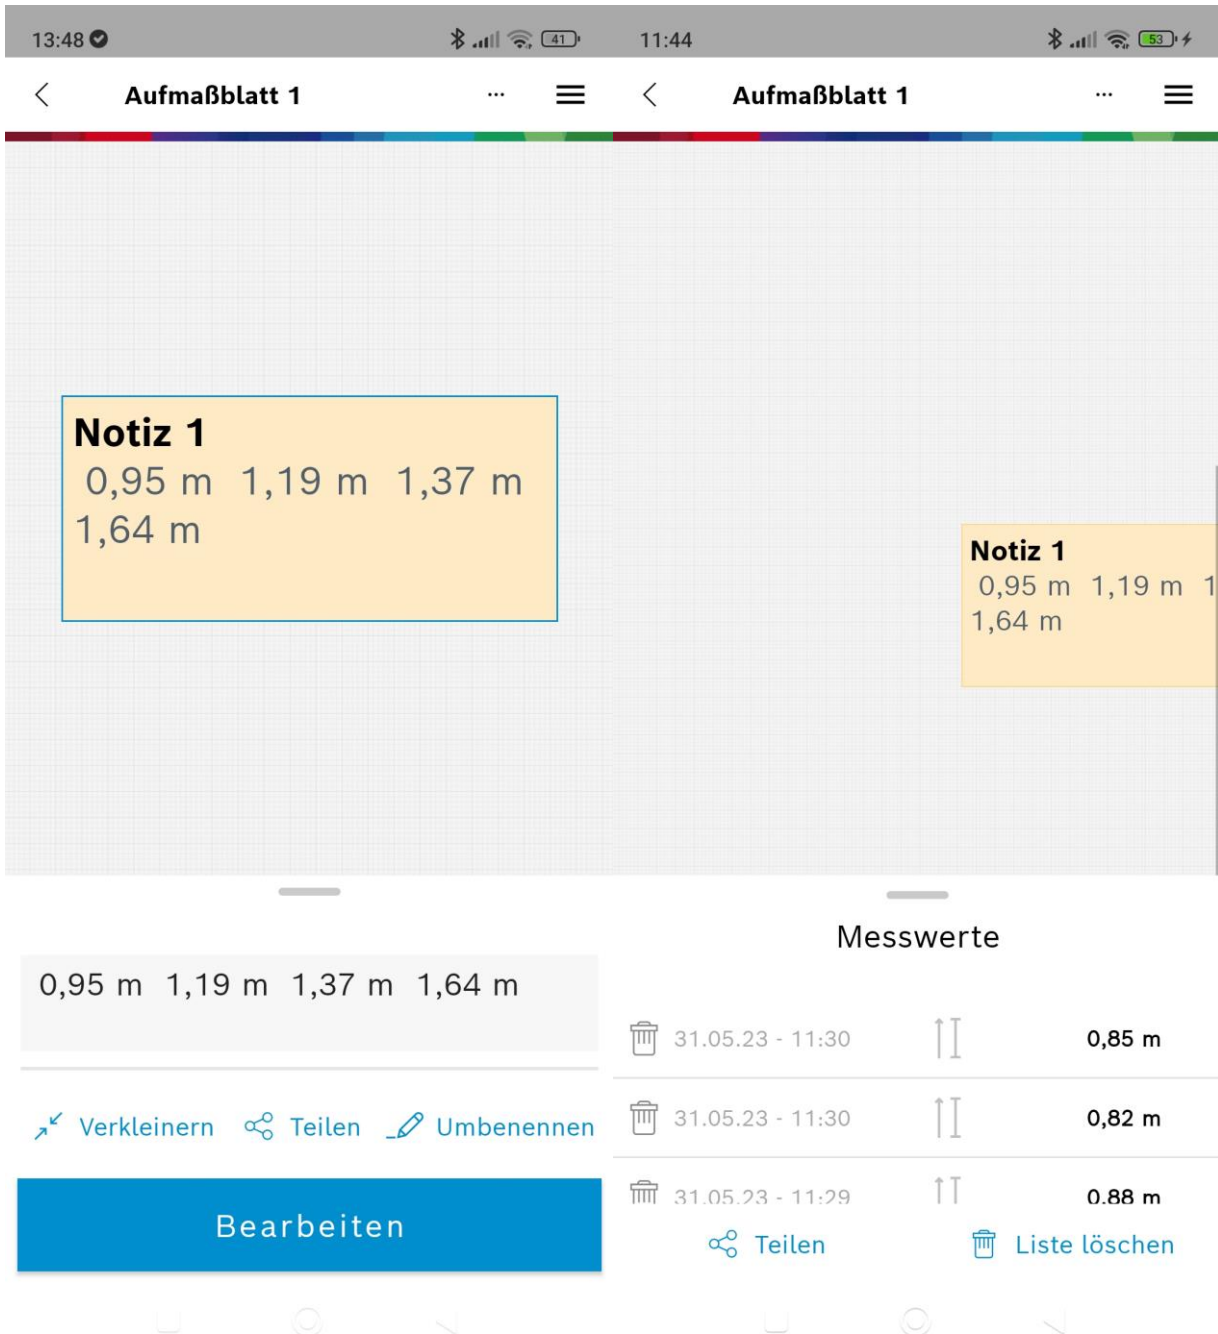 13:48
41
Aufmaßblatt 1
...
Notiz 1
0,95 m 1,19 m 1,37 m
1,64 m
0,95 m 1,19 m 1,37 m 1,64 m
Verkleinern Teilen Umbenennen
Bearbeiten
11:44
53
Aufmaßblatt 1
...
Notiz 1
0,95 m 1,19 m 1
1,64 m
Messwerte
31.05.23 - 11:30 0,85 m
31.05.23 - 11:30 0,82 m
31.05.23 - 11:29 0,88 m
Teilen Liste löschen